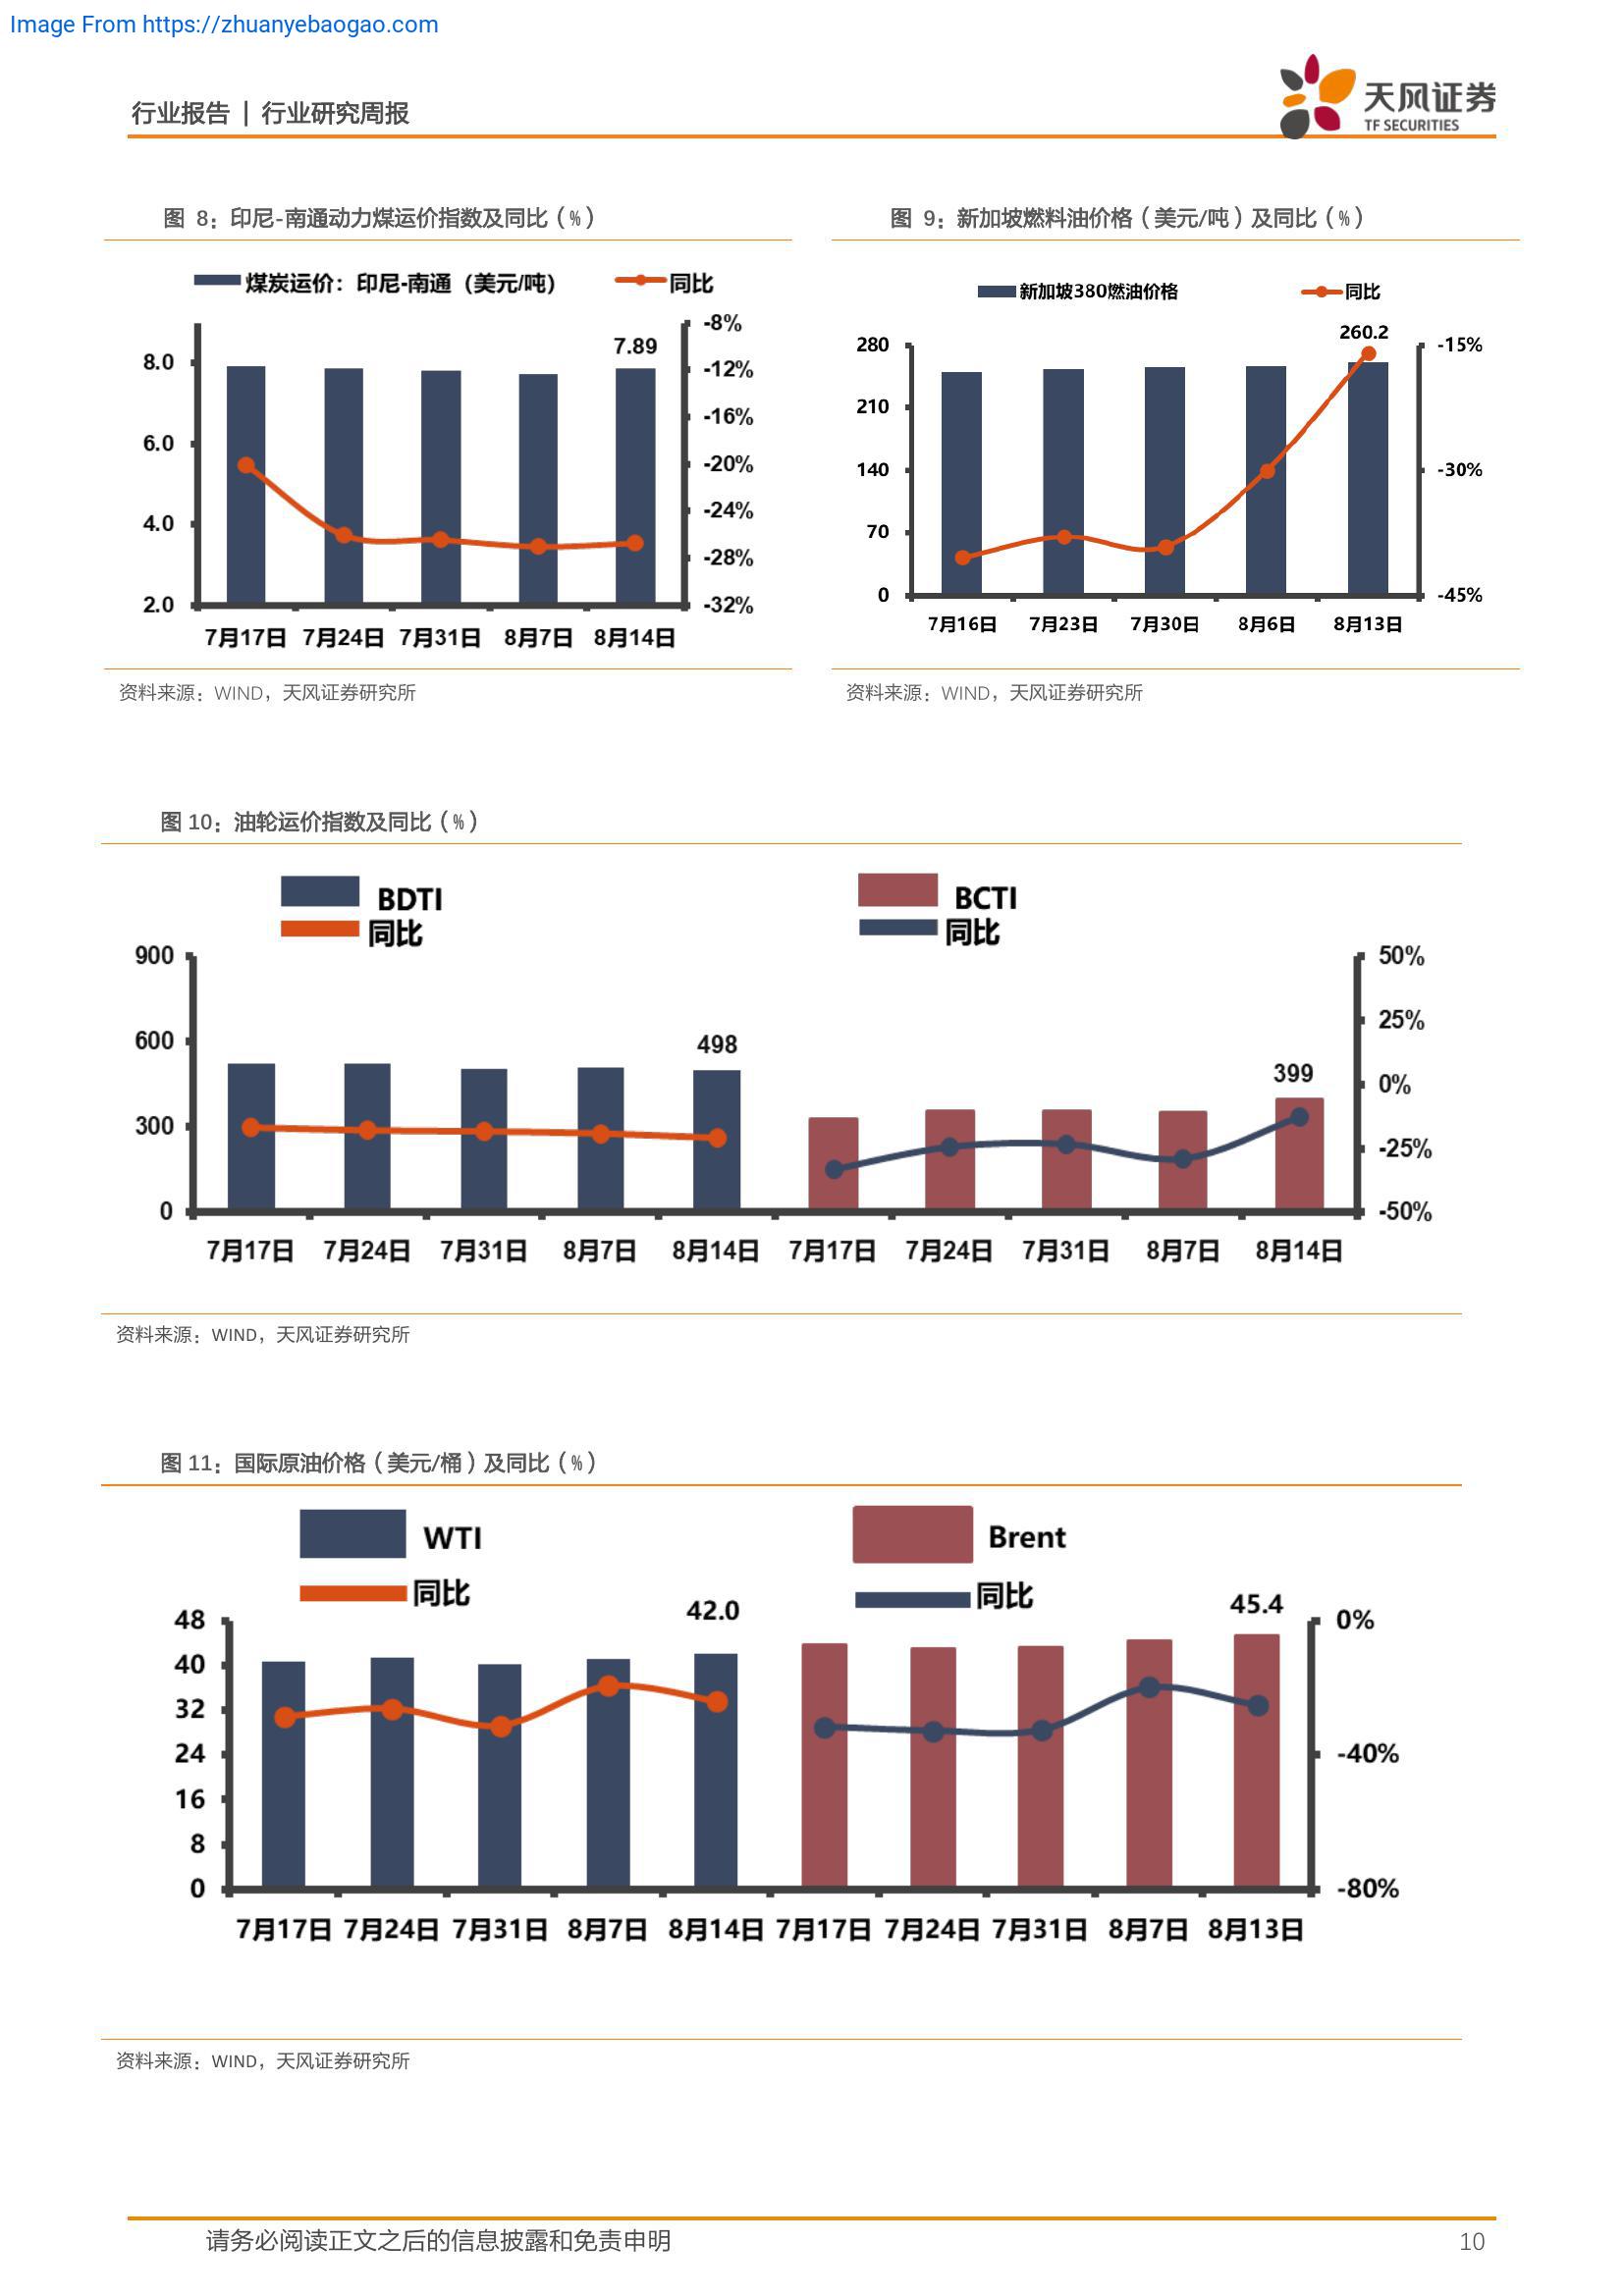 Image From https://zhuanyebaogao.com
行业报告 | 行业研究周报
天风证券
TF SECURITIES
图 8：印尼-南通动力煤运价指数及同比（%）
煤炭运价：印尼-南通（美元/吨） 同比
8.0
6.0
4.0
2.0
7.89
-8%
-12%
-16%
-20%
-24%
-28%
-32%
7月17日 7月24日 7月31日 8月7日 8月14日
资料来源：WIND，天风证券研究所
图 9：新加坡燃料油价格（美元/吨）及同比（%）
新加坡380燃油价格 同比
280
210
140
70
0
260.2
-15%
-30%
-45%
7月16日 7月23日 7月30日 8月6日 8月13日
资料来源：WIND，天风证券研究所
图 10：油轮运价指数及同比（%）
BDTI
同比
BCTI
同比
900
600
300
0
498
399
50%
25%
0%
-25%
-50%
7月17日 7月24日 7月31日 8月7日 8月14日 7月17日 7月24日 7月31日 8月7日 8月14日
资料来源：WIND，天风证券研究所
图 11：国际原油价格（美元/桶）及同比（%）
WTI
同比
Brent
同比
48
40
32
24
16
8
0
42.0
45.4
0%
-40%
-80%
7月17日 7月24日 7月31日 8月7日 8月14日 7月17日 7月24日 7月31日 8月7日 8月13日
资料来源：WIND，天风证券研究所
请务必阅读正文之后的信息披露和免责申明 10